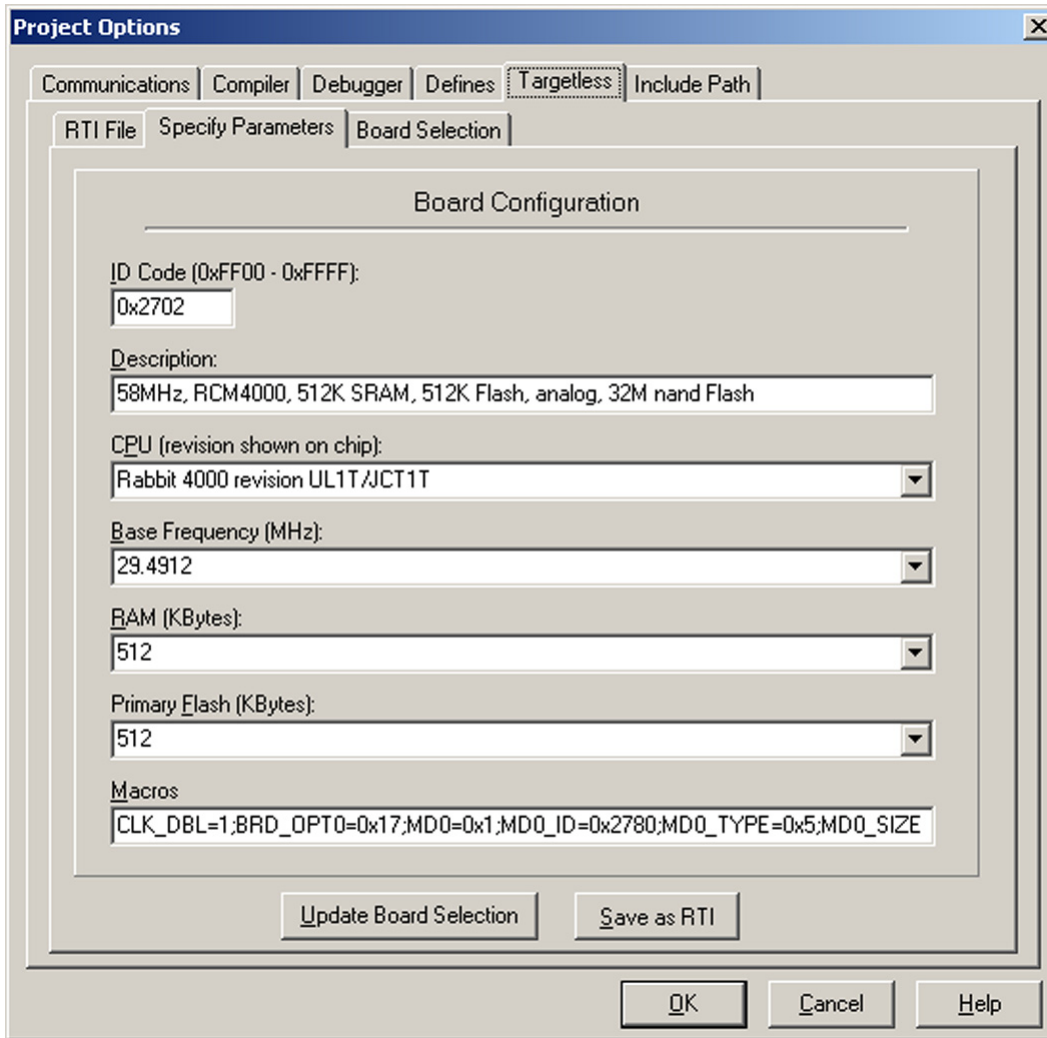 Project Options
Communications Compiler Debugger Defines Targetless Include Path
RTI File Specify Parameters Board Selection
Board Configuration
ID Code (0xFF00 - 0xFFFF):
0x2702
Description:
58MHz, RCM4000, 512K SRAM, 512K Flash, analog, 32M nand Flash
CPU (revision shown on chip):
Rabbit 4000 revision UL1T/JCT1T
Base Frequency (MHz):
29.4912
RAM (KBytes):
512
Primary Flash (KBytes):
512
Macros
CLK_DBL=1;BRD_OPT0=0x17;MD0=0x1;MD0_ID=0x2780;MD0_TYPE=0x5;MD0_SIZE
Update Board Selection Save as RTI
OK Cancel Help